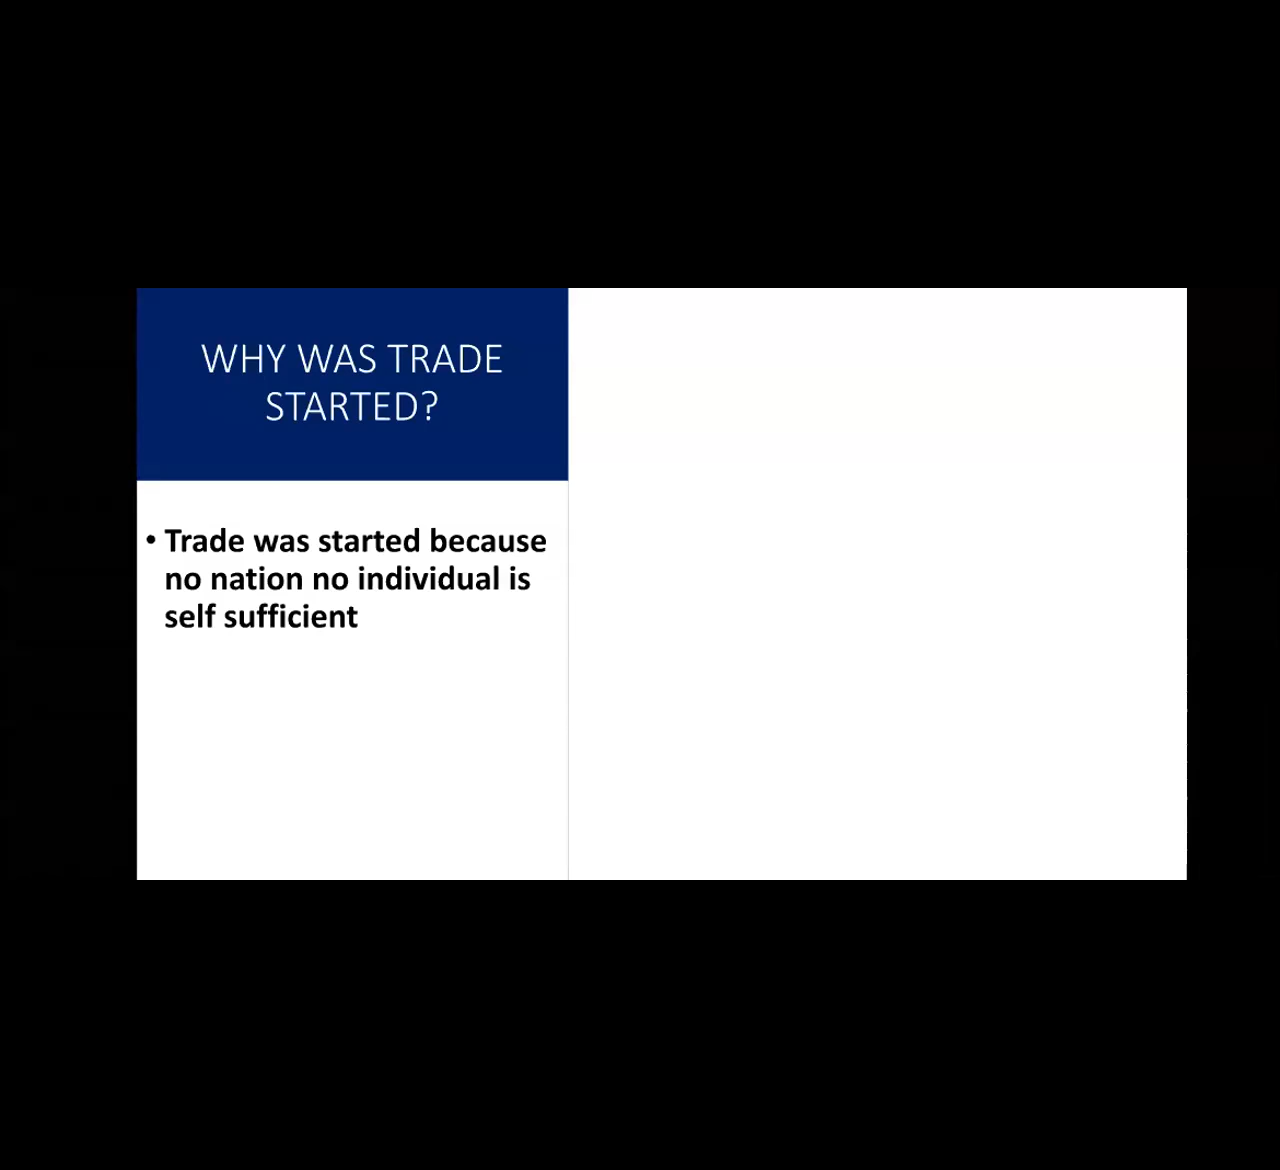 WHY WAS TRADE
STARTED?
• Trade was started because
no nation no individual is
self sufficient